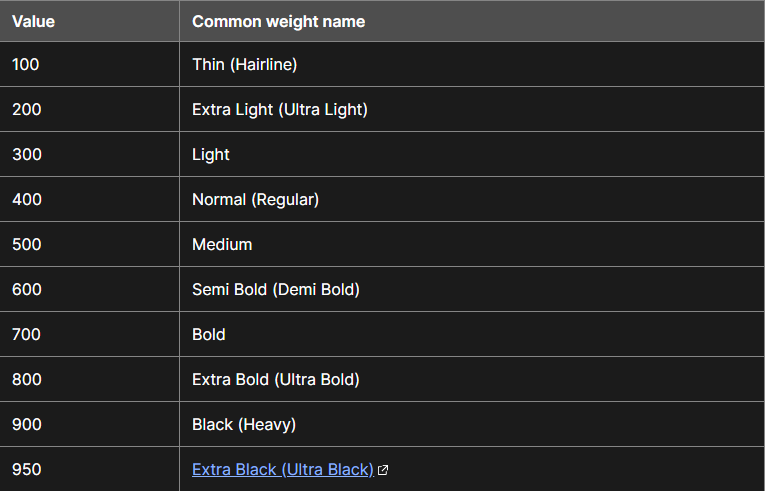 Value Common weight name
100 Thin (Hairline)
200 Extra Light (Ultra Light)
300 Light
400 Normal (Regular)
500 Medium
600 Semi Bold (Demi Bold)
700 Bold
800 Extra Bold (Ultra Bold)
900 Black (Heavy)
950 Extra Black (Ultra Black)